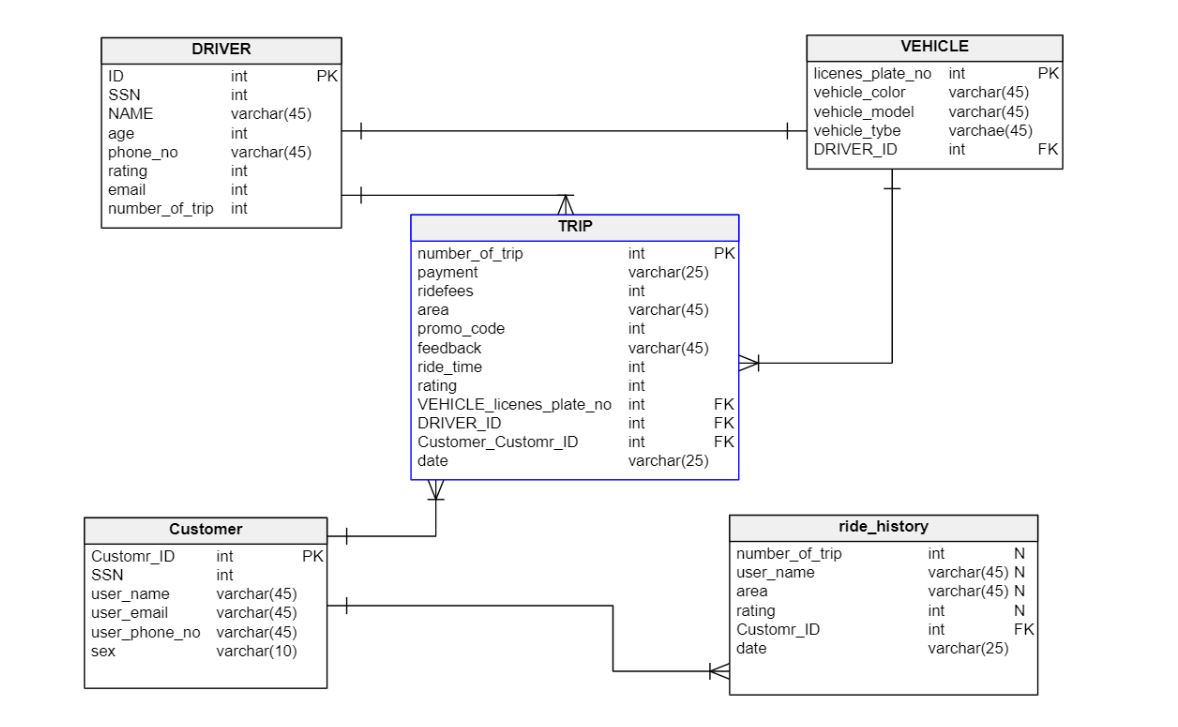 DRIVER
ID int PK
SSN int
NAME varchar(45)
age int
phone_no varchar(45)
rating int
email int
number_of_trip int
VEHICLE
licenes_plate_no int PK
vehicle_color varchar(45)
vehicle_model varchar(45)
vehicle_tybe varchae(45)
DRIVER_ID int FK
TRIP
number_of_trip int PK
payment varchar(25)
ridefees int
area varchar(45)
promo_code int
feedback varchar(45)
ride_time int
rating int
VEHICLE_licenes_plate_no int FK
DRIVER_ID int FK
Customer_Customr_ID int FK
date varchar(25)
Customer
Customr_ID int PK
SSN int
user_name varchar(45)
user_email varchar(45)
user_phone_no varchar(45)
sex varchar(10)
ride_history
number_of_trip int N
user_name varchar(45) N
area varchar(45) N
rating int N
Customr_ID int FK
date varchar(25)